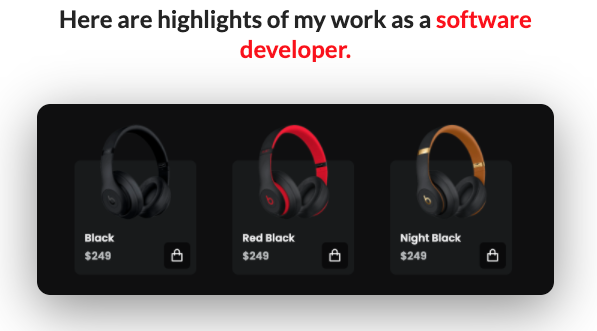 Here are highlights of my work as a software
developer.
Black
$249
Red Black
$249
Night Black
$249